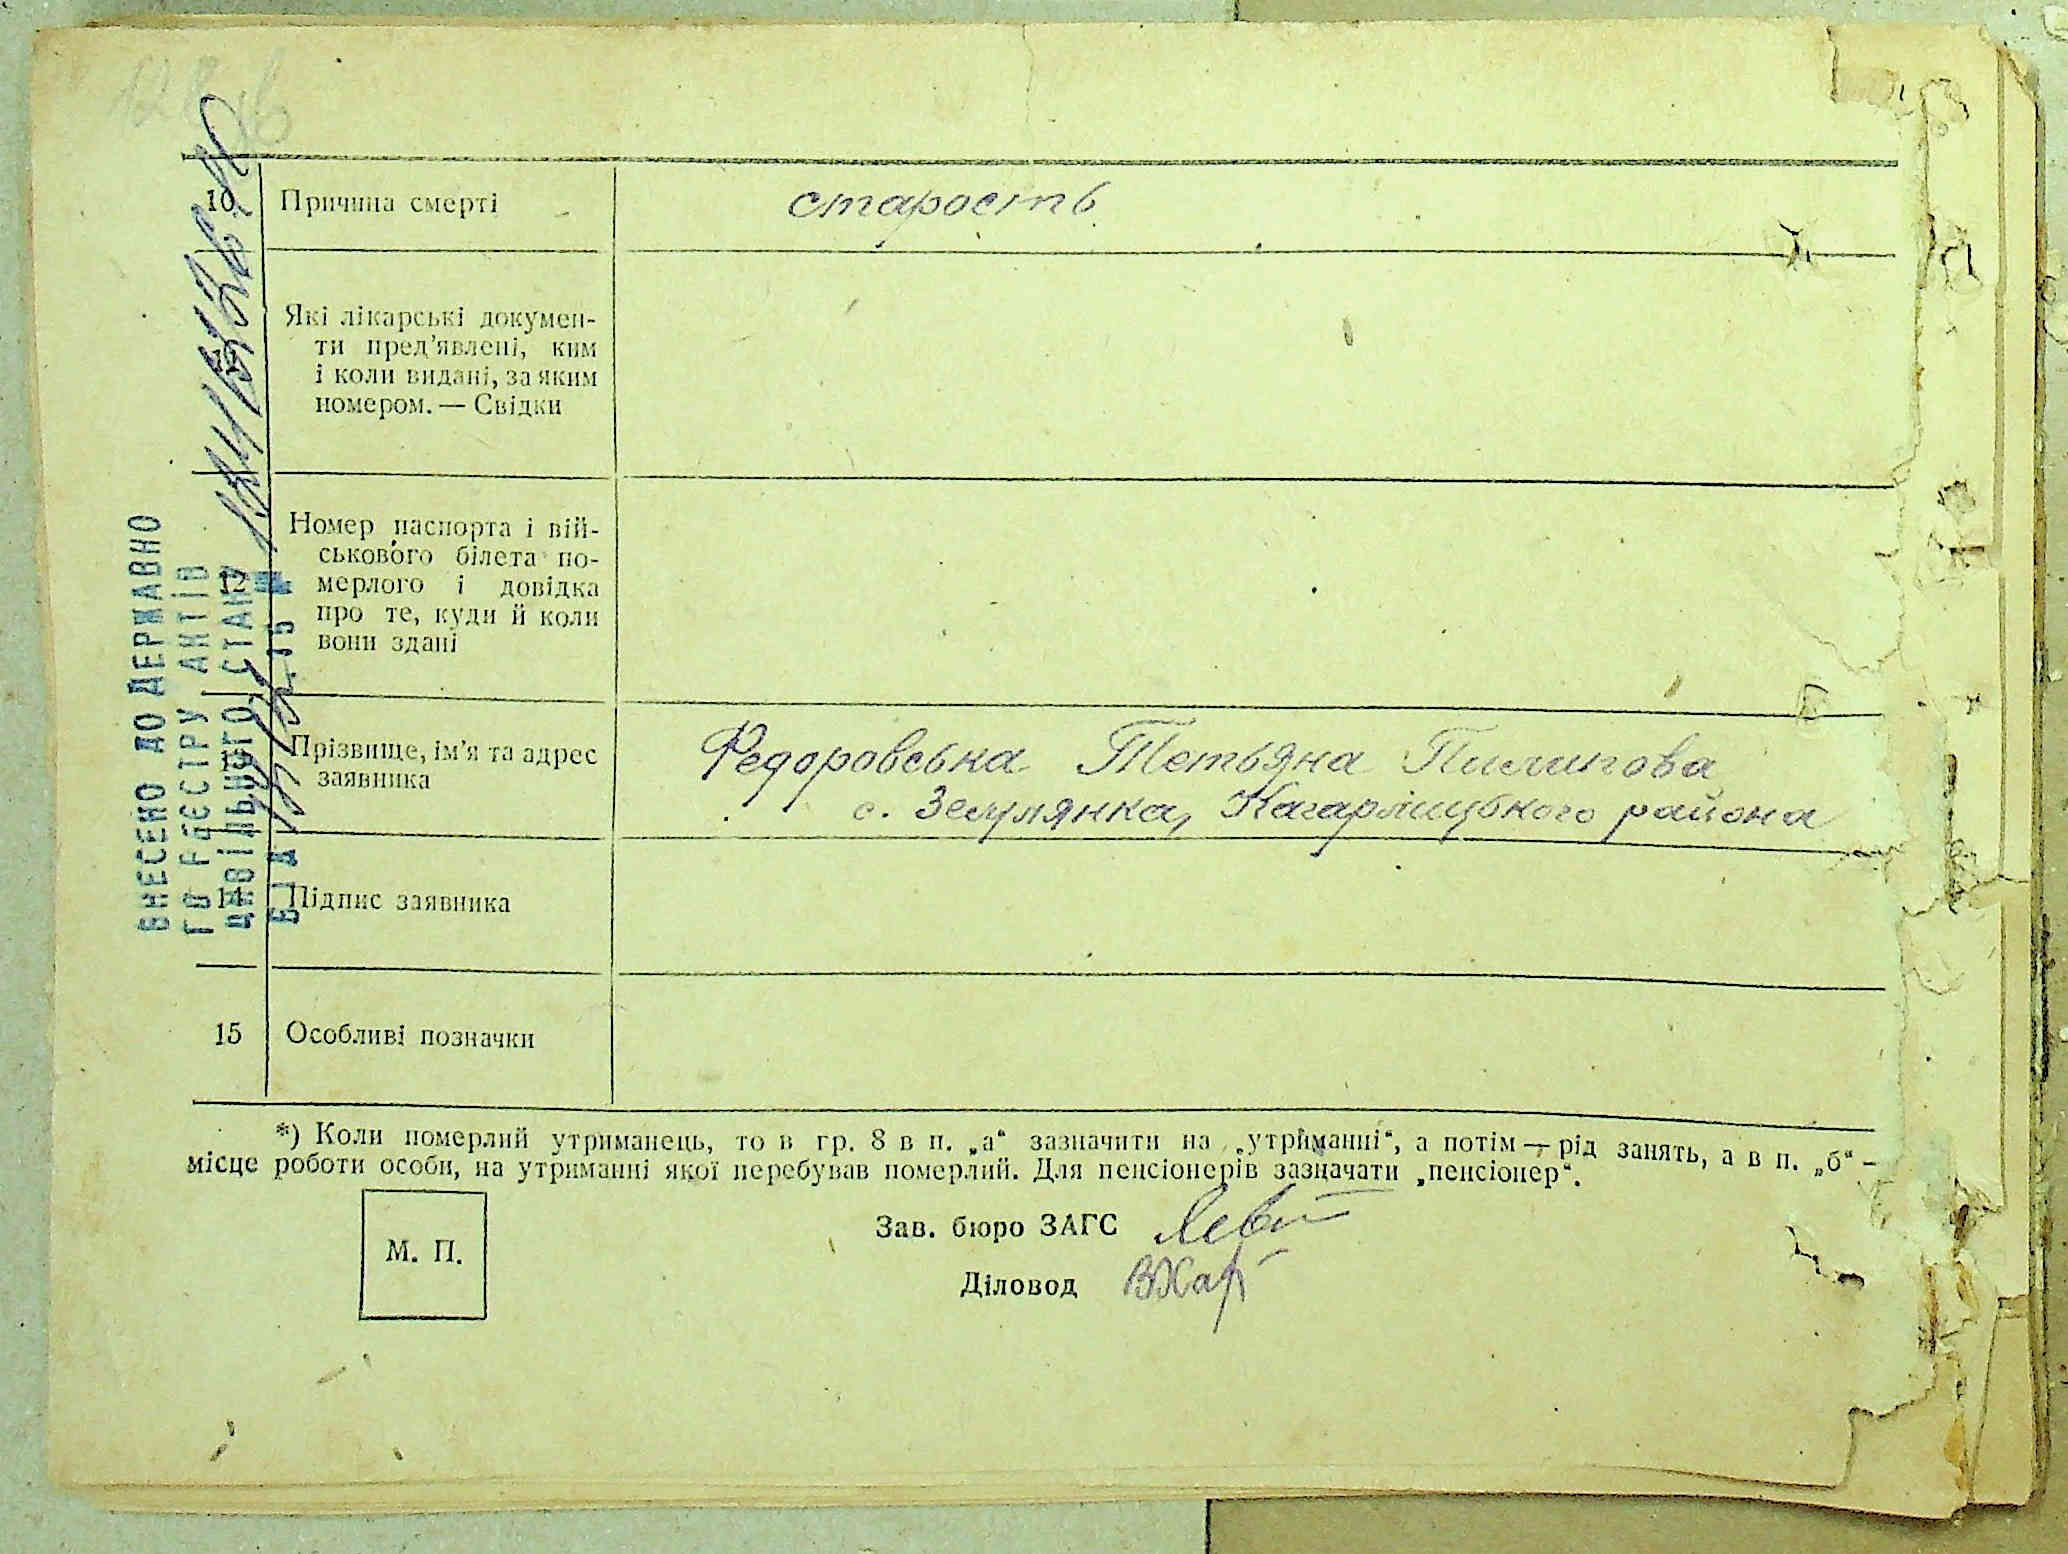 10 Причина смерті старость
Які лікарські докумен-
ти пред'явлені, ким
і коли видані, за яким
номером. — Свідки
Номер паспорта і вій-
ськового білета по-
12 мерлого і довідка
про те, куди й коли
вони здані
Прізвище, ім'я та адрес
заявника
Федоровська Тетьяна Пилипова
с. Землянка, Кагарлицького района
14 Підпис заявника
15 Особливі позначки
*) Коли померлий утриманець, то в гр. 8 в п. „а“ зазначити на „утриманні“, а потім — рід занять, а в п. „б“ –
місце роботи особи, на утриманні якої перебував померлий. Для пенсіонерів зазначати „пенсіонер“.
М. П.
Зав. бюро ЗАГС
Діловод
ВНЕСЕНО ДО ДЕРЖАВНО
ГО РЕЄСТРУ АКТІВ
ЦИВІЛЬНОГО СТАНУ
ВІД